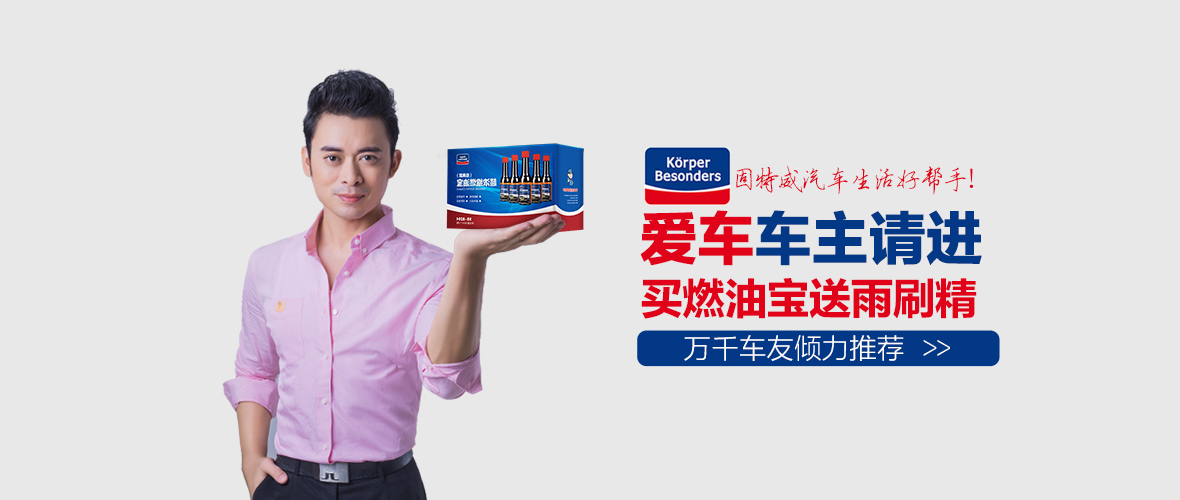 Körper
Besonders
固特威汽车生活好帮手!
爱车车主请进
买燃油宝送雨刷精
万千车友倾力推荐 >>